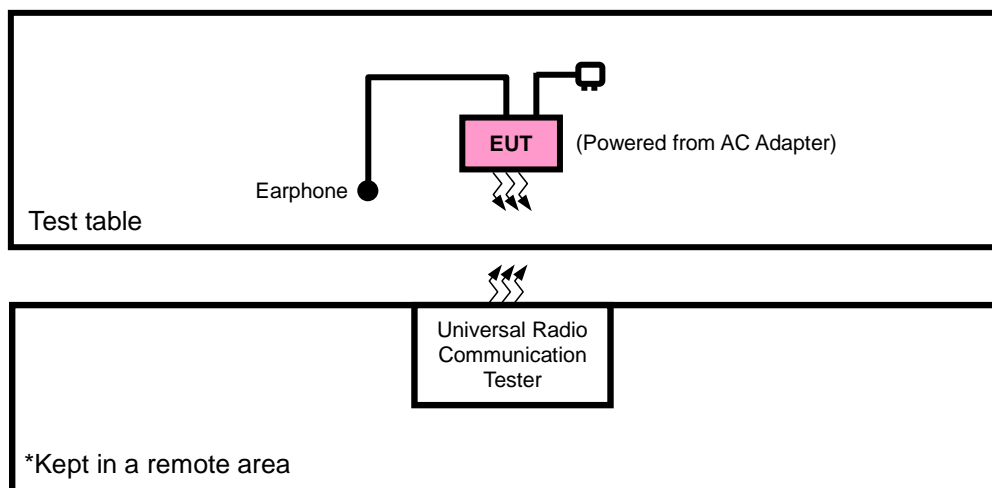 EUT
(Powered from AC Adapter)
Earphone
Test table
Universal Radio
Communication
Tester
*Kept in a remote area